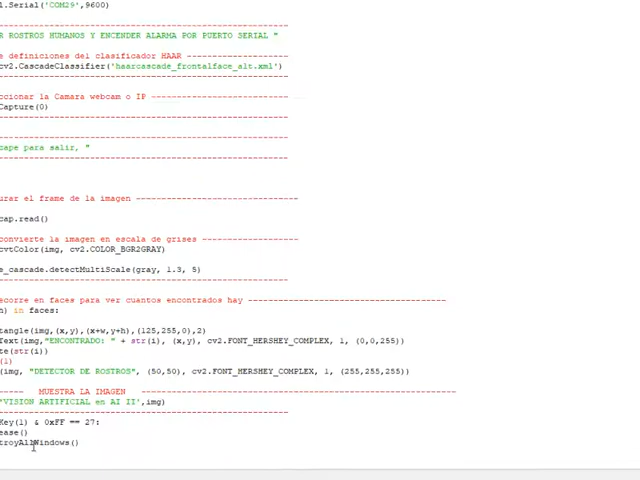 l.Serial('COM29',9600)
-----------------------------------------------------------------
R ROSTROS HUMANOS Y ENCENDER ALARMA POR PUERTO SERIAL "
e definiciones del clasificador HAAR --------------------
cv2.CascadeClassifier('haarcascade_frontalface_alt.xml')
-----------------------------------------------------------------
ccionar la Camara webcam o IP ---------------------------
Capture(0)
-----------------------------------------------------------------
-----------------------------------------------------------------
cape para salir, "
-----------------------------------------------------------------
urar el frame de la imagen --------------------------------
cap.read()
convierte la imagen en escala de grises -------------------
cvtColor(img, cv2.COLOR_BGR2GRAY)
e_cascade.detectMultiScale(gray, 1.3, 5)
-----------------------------------------------------------------
ecorre en faces para ver cuantos encontrados hay ---------------------------------------
h) in faces:
tangle(img,(x,y),(x+w,y+h),(125,255,0),2)
Text(img,"ENCONTRADO: " + str(i), (x,y), cv2.FONT_HERSHEY_COMPLEX, 1, (0,0,255))
te(str(i))
(1)
(img, "DETECTOR DE ROSTROS", (50,50), cv2.FONT_HERSHEY_COMPLEX, 1, (255,255,255))
----- MUESTRA LA IMAGEN --------------------------------------------------------------
"VISION ARTIFICIAL en AI II",img)
-----------------------------------------------------------------
Key(1) & 0xFF == 27:
ease()
troyAllWindows()